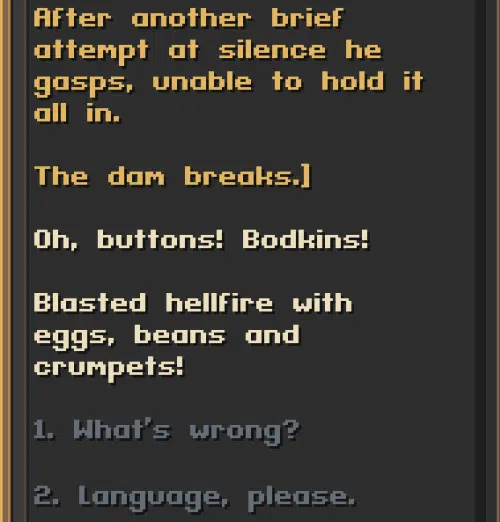 After another brief
attempt at silence he
gasps, unable to hold it
all in.
The dam breaks.]
Oh, buttons! Bodkins!
Blasted hellfire with
eggs, beans and
crumpets!
1. What's wrong?
2. Language, please.